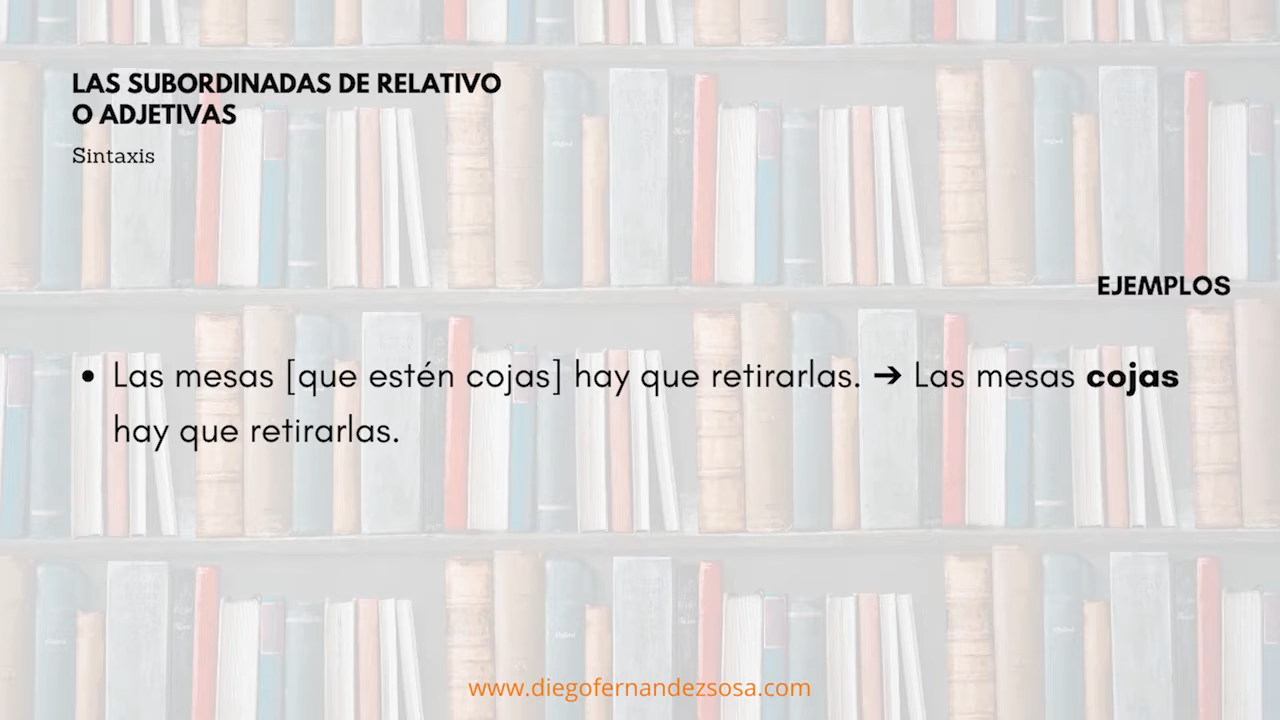 LAS SUBORDINADAS DE RELATIVO
O ADJETIVAS
Sintaxis
EJEMPLOS
• Las mesas [que estén cojas] hay que retirarlas. ➔ Las mesas cojas
hay que retirarlas.
www.diegofernandezsosa.com